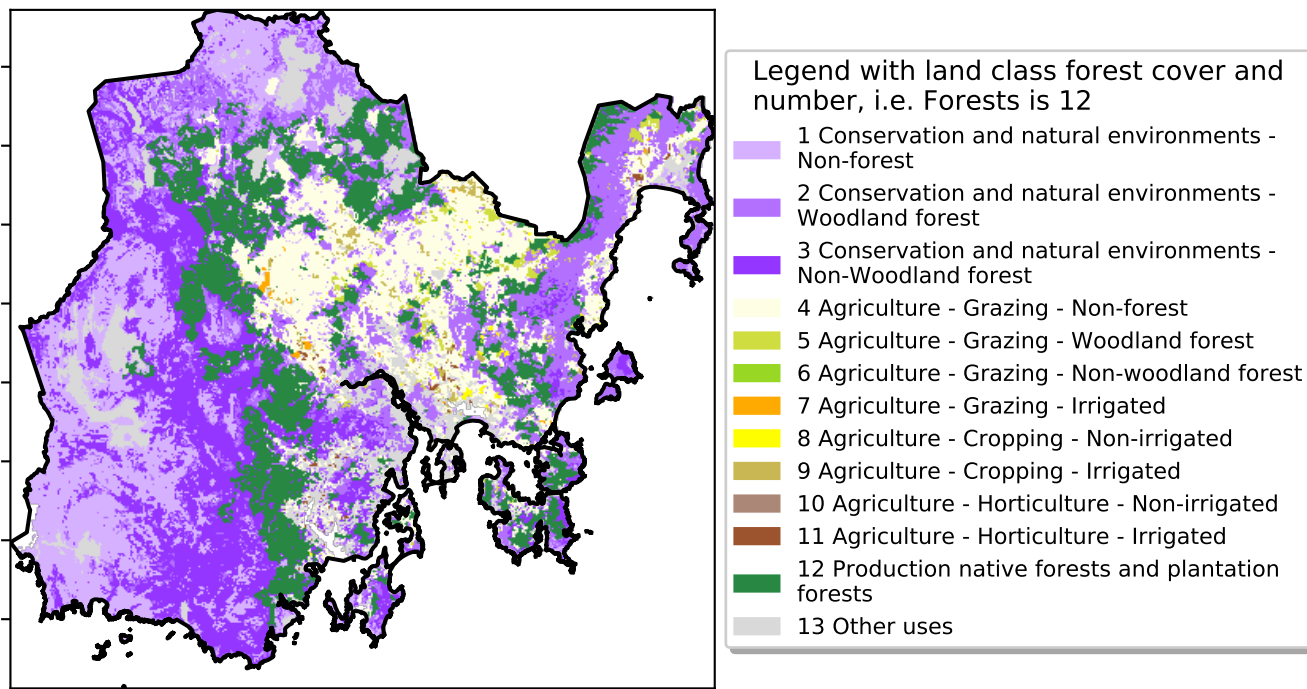 Legend with land class forest cover and
number, i.e. Forests is 12
1 Conservation and natural environments -
Non-forest
2 Conservation and natural environments -
Woodland forest
3 Conservation and natural environments -
Non-Woodland forest
4 Agriculture - Grazing - Non-forest
5 Agriculture - Grazing - Woodland forest
6 Agriculture - Grazing - Non-woodland forest
7 Agriculture - Grazing - Irrigated
8 Agriculture - Cropping - Non-irrigated
9 Agriculture - Cropping - Irrigated
10 Agriculture - Horticulture - Non-irrigated
11 Agriculture - Horticulture - Irrigated
12 Production native forests and plantation
forests
13 Other uses